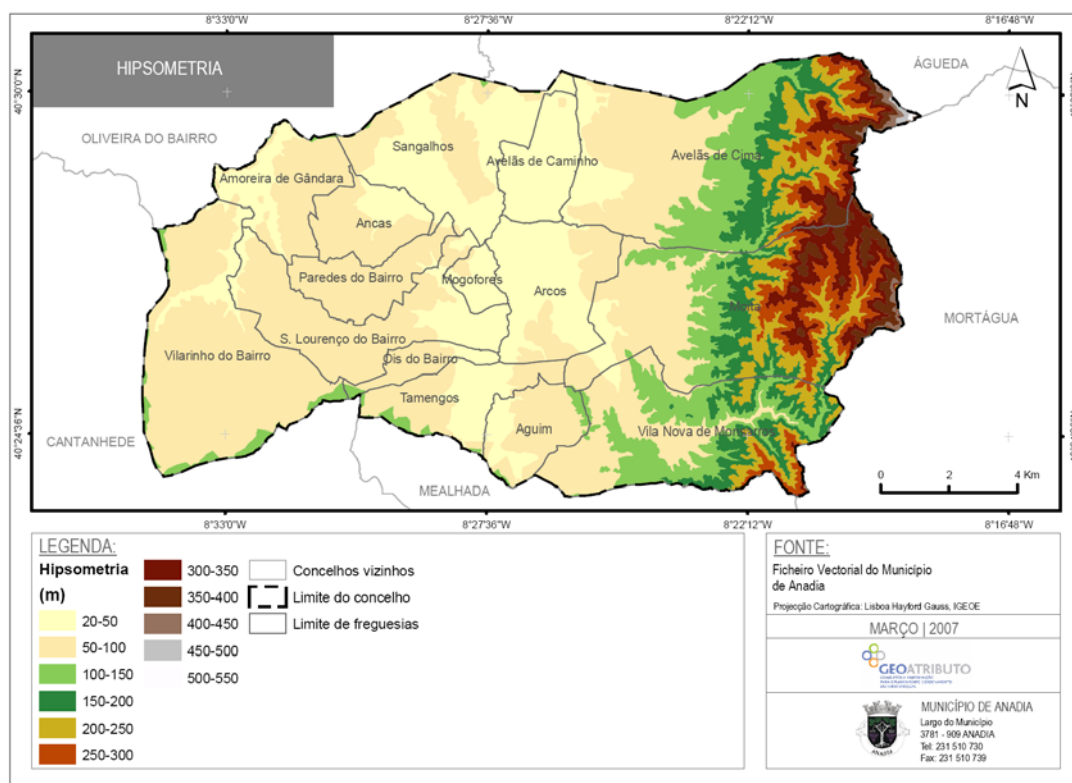 8°33'0"W 8°27'36"W 8°22'12"W 8°16'48"W
HIPSOMETRIA
ÁGUEDA
40°30'0"N
N
OLIVEIRA DO BAIRRO
Sangalhos
Avelãs de Caminho
Avelãs de Cima
Amoreira de Gândara
Ancas
Paredes do Bairro
Mogofores
Arcos
Moita
MORTÁGUA
S. Lourenço do Bairro
Vilarinho do Bairro
Óis do Bairro
Tamengos
Aguim
Vila Nova de Monsarros
CANTANHEDE
40°24'36"N
MEALHADA
0 2 4 Km
8°33'0"W 8°27'36"W 8°22'12"W 8°16'48"W
LEGENDA:
Hipsometria
(m)
20-50
50-100
100-150
150-200
200-250
250-300
300-350
350-400
400-450
450-500
500-550
Concelhos vizinhos
Limite do concelho
Limite de freguesias
FONTE:
Ficheiro Vectorial do Município
de Anadia
Projecção Cartográfica: Lisboa Hayford Gauss, IGEOE
MARÇO | 2007
GEOATRIBUTO
MUNICÍPIO DE ANADIA
Largo do Município
3781 - 909 ANADIA
Tel: 231 510 730
Fax: 231 510 739
ANADIA